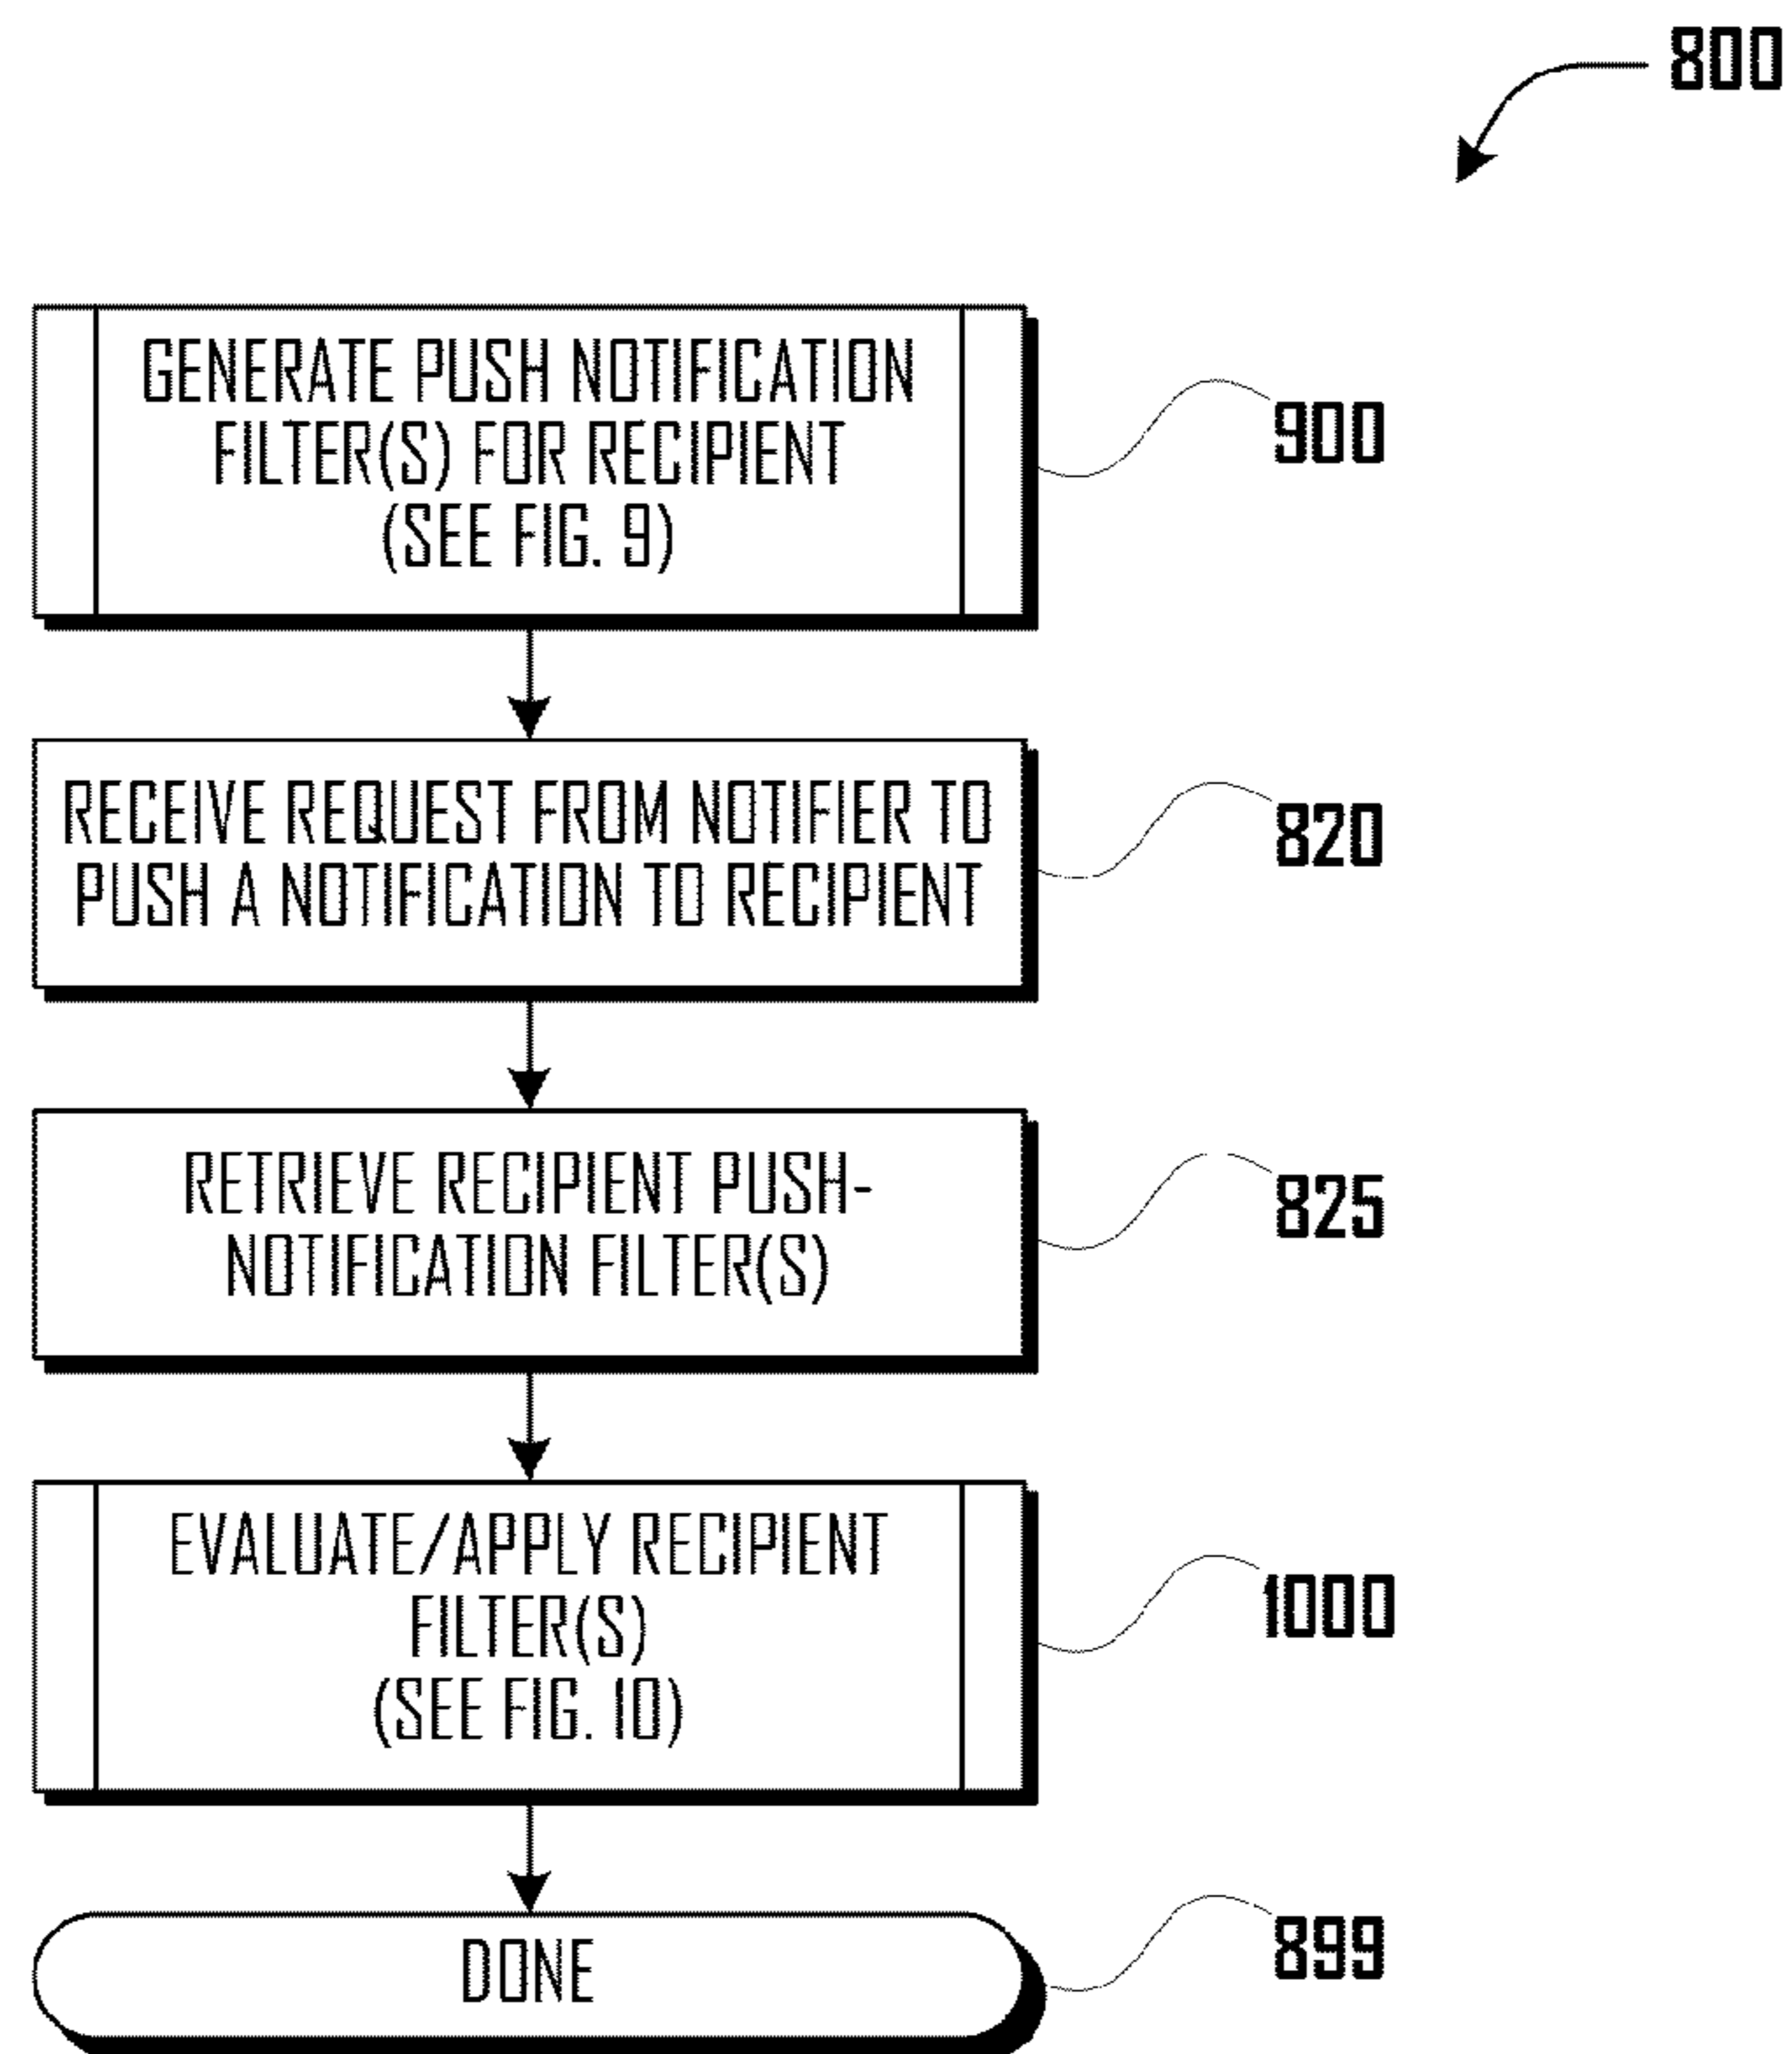 800
GENERATE PUSH NOTIFICATION
FILTER(S) FOR RECIPIENT
(SEE FIG. 9)
900
RECEIVE REQUEST FROM NOTIFIER TO
PUSH A NOTIFICATION TO RECIPIENT
820
RETRIEVE RECIPIENT PUSH-
NOTIFICATION FILTER(S)
825
EVALUATE/APPLY RECIPIENT
FILTER(S)
(SEE FIG. 10)
1000
DONE
899